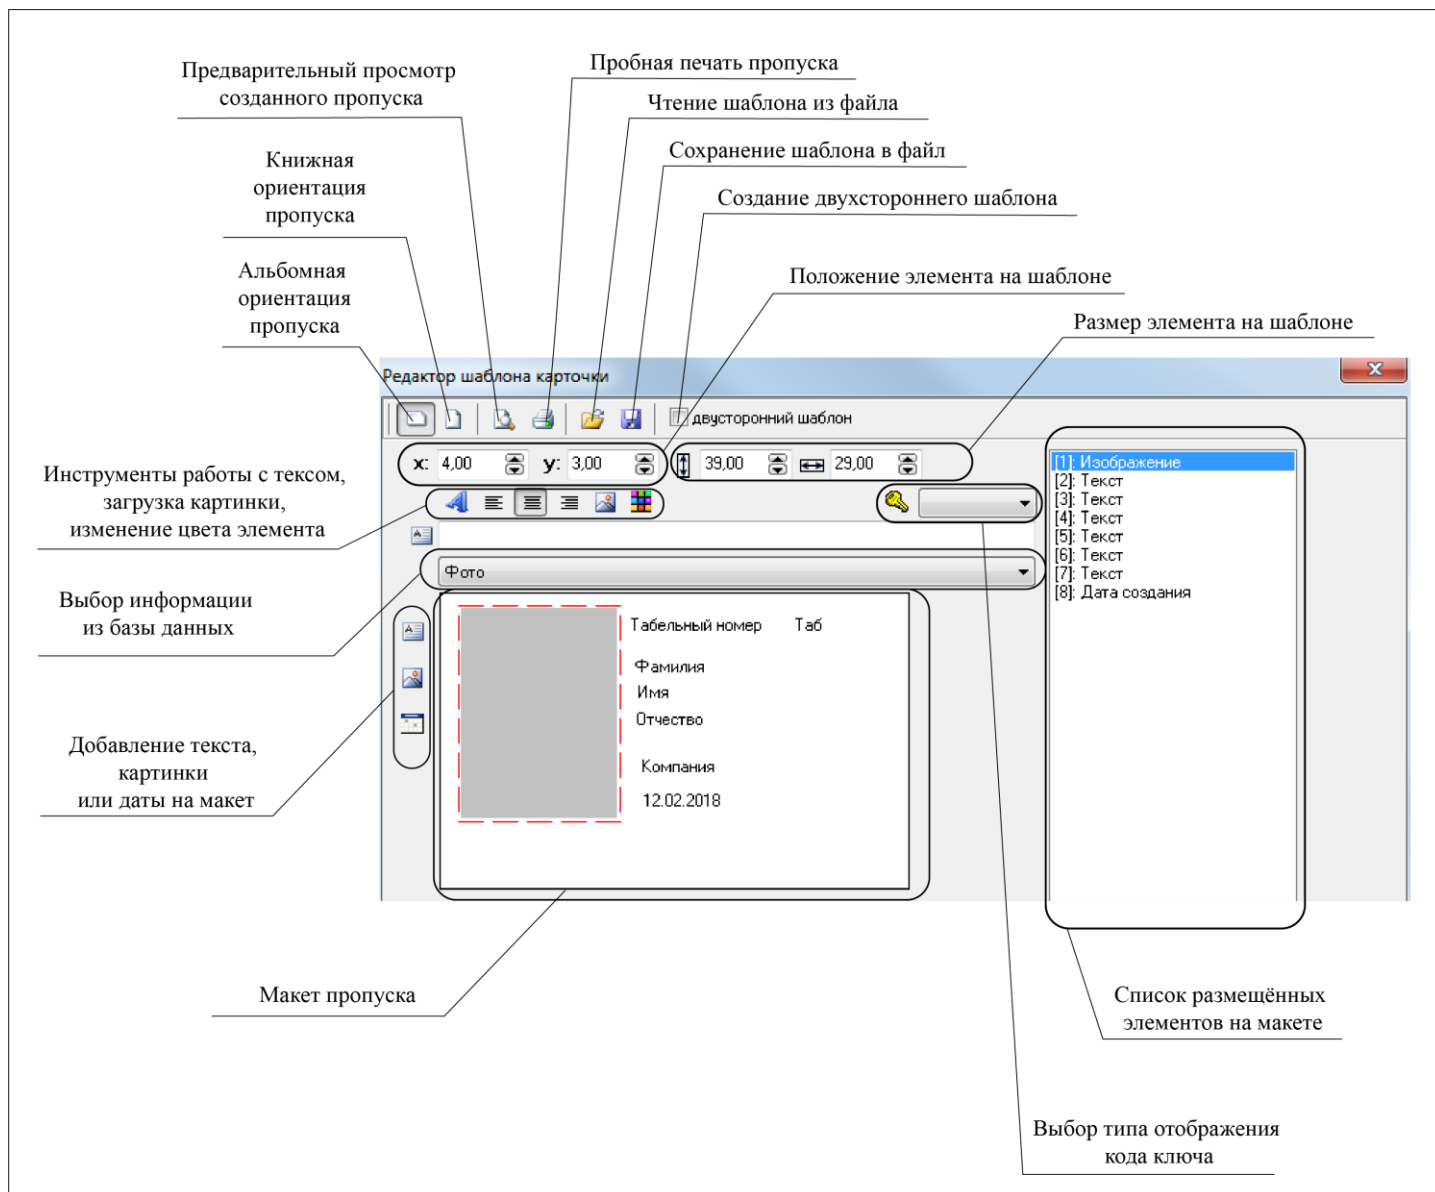 Предварительный просмотр
созданного пропуска
Пробная печать пропуска
Чтение шаблона из файла
Книжная
ориентация
пропуска
Сохранение шаблона в файл
Создание двухстороннего шаблона
Альбомная
ориентация
пропуска
Положение элемента на шаблоне
Размер элемента на шаблоне
Редактор шаблона карточки
двусторонний шаблон
x: 4,00 y: 3,00 39,00 29,00
Инструменты работы с тексом,
загрузка картинки,
изменение цвета элемента
[1]: Изображение
[2]: Текст
[3]: Текст
[4]: Текст
[5]: Текст
[6]: Текст
[7]: Текст
[8]: Дата создания
Фото
Выбор информации
из базы данных
Табельный номер Таб
Фамилия
Имя
Отчество
Компания
12.02.2018
Добавление текста,
картинки
или даты на макет
Макет пропуска
Список размещённых
элементов на макете
Выбор типа отображения
кода ключа